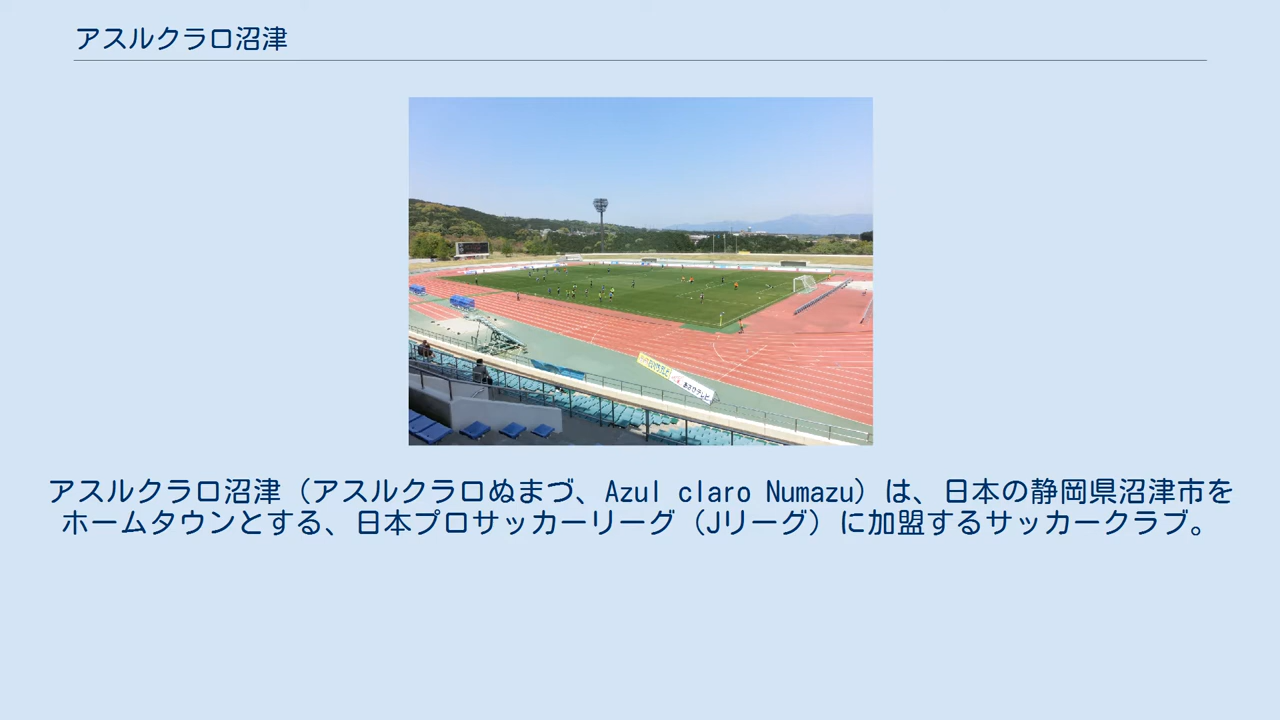 アスルクラロ沼津
アスルクラロ沼津（アスルクラロぬまづ、Azul claro Numazu）は、日本の静岡県沼津市を
ホームタウンとする、日本プロサッカーリーグ（Jリーグ）に加盟するサッカークラブ。